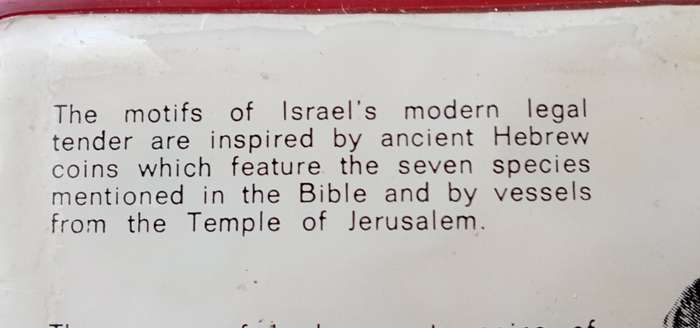 The motifs of Israel's modern legal
tender are inspired by ancient Hebrew
coins which feature the seven species
mentioned in the Bible and by vessels
from the Temple of Jerusalem.